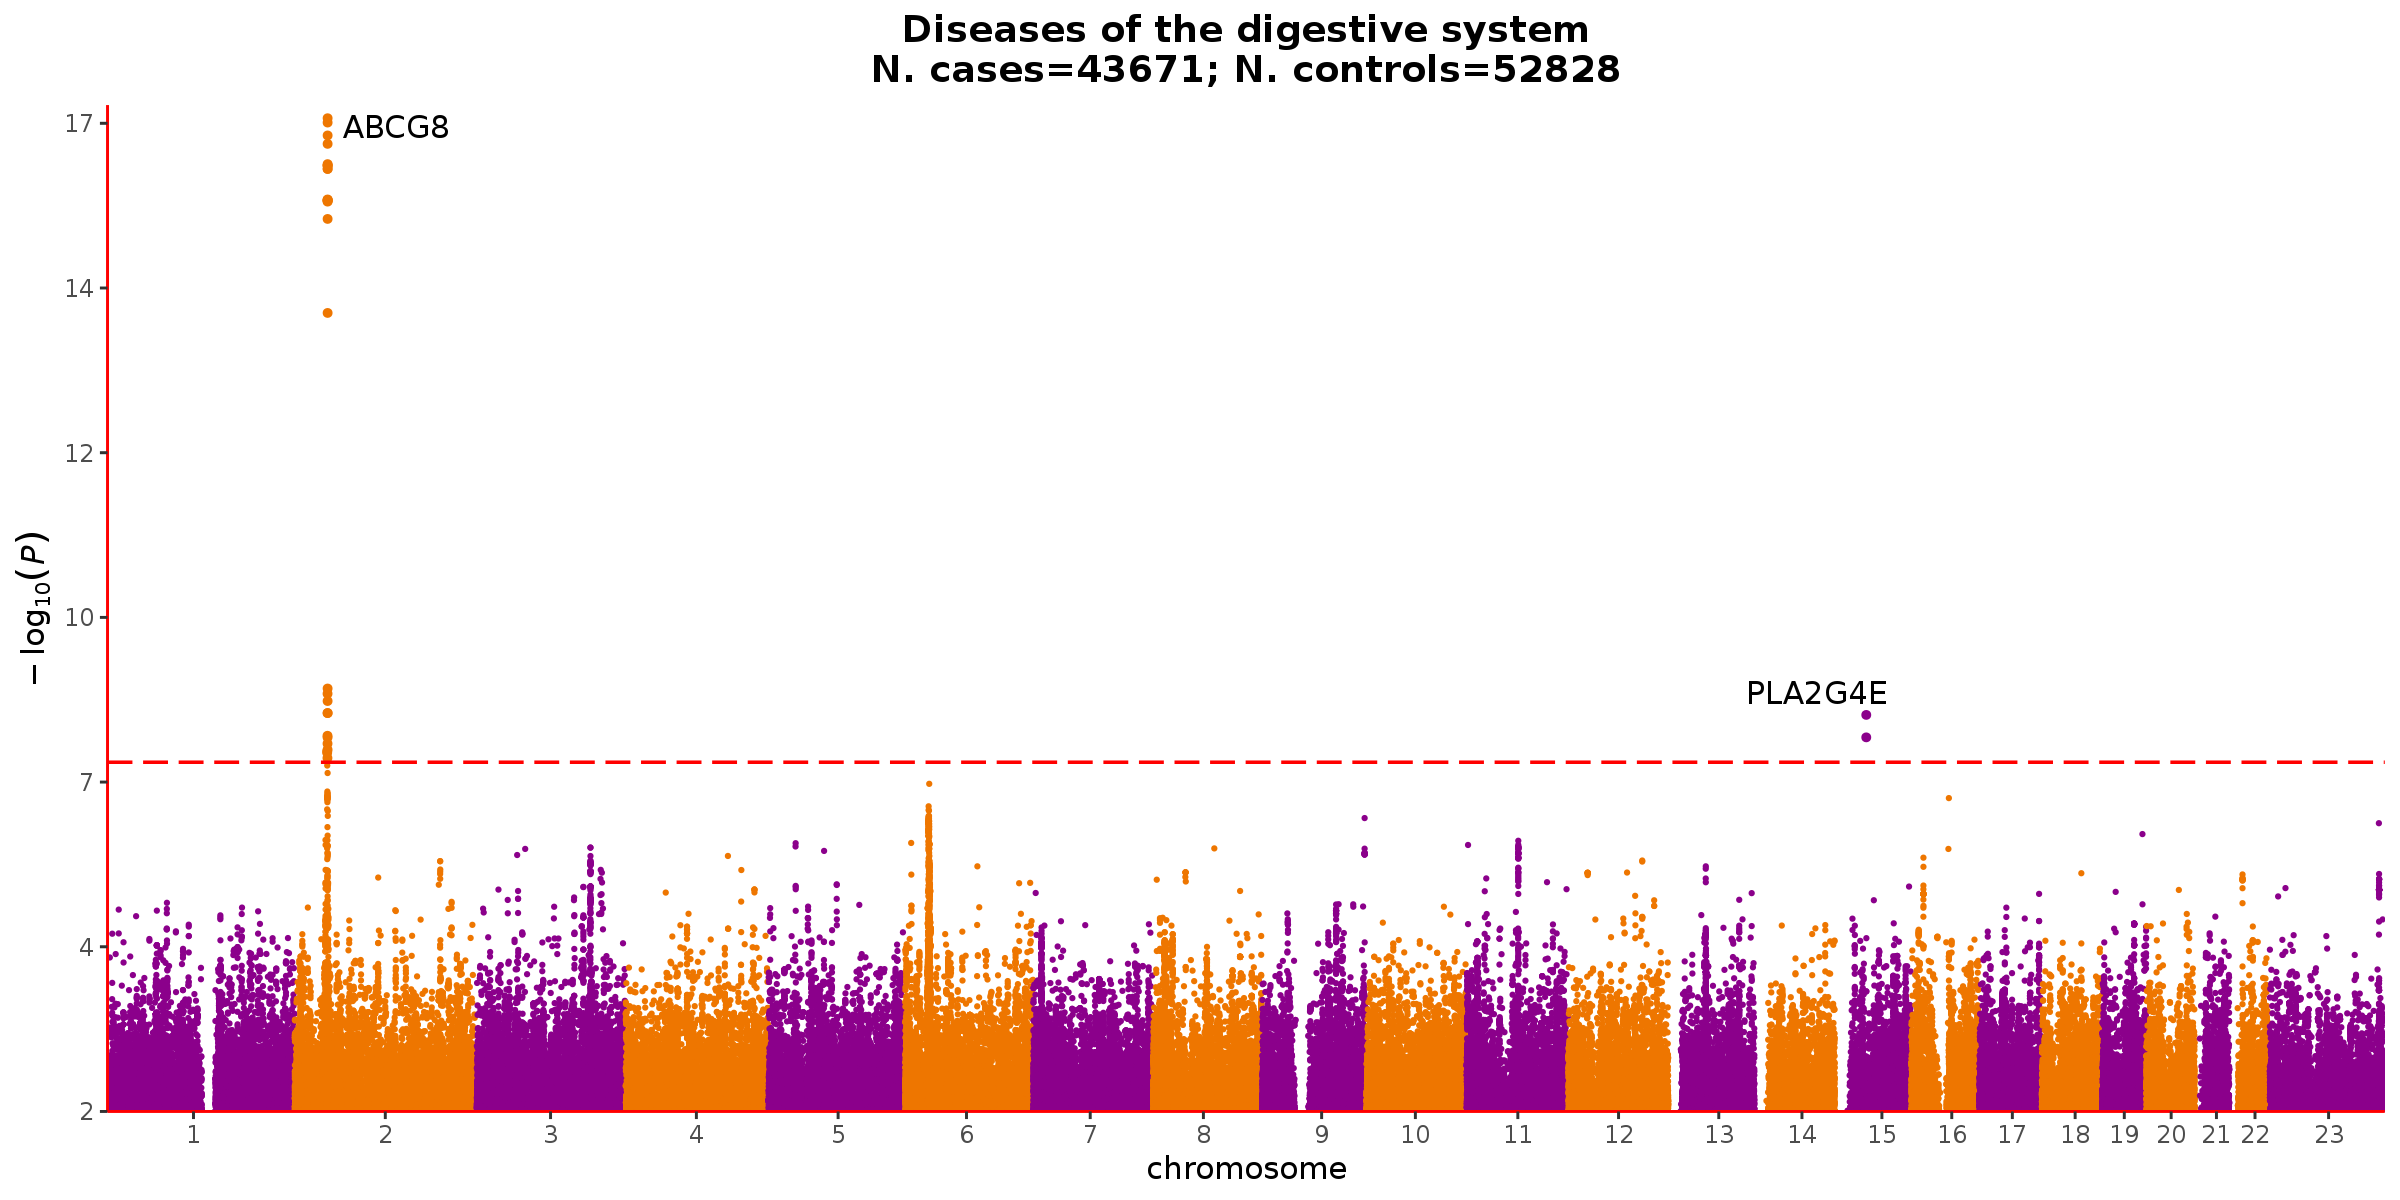 Diseases of the digestive system
N. cases=43671; N. controls=52828
17
ABCG8
14
12
10
−log10(P)
PLA2G4E
7
4
2
1 2 3 4 5 6 7 8 9 10 11 12 13 14 15 16 17 18 19 20 21 22 23
chromosome